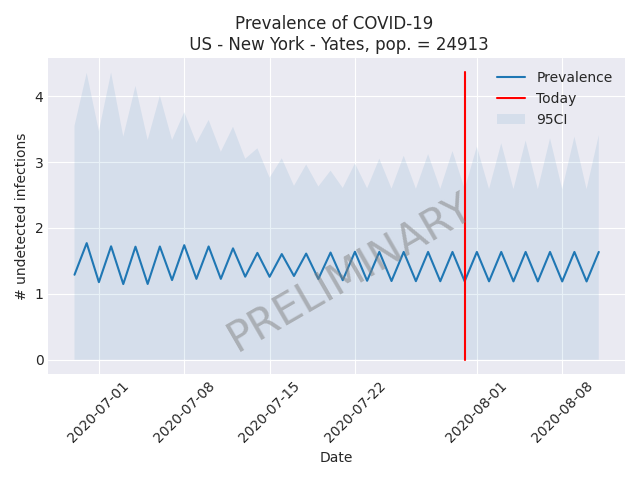 Prevalence of COVID-19
US - New York - Yates, pop. = 24913
# undetected infections
4
3
2
1
0
Prevalence
Today
95CI
PRELIMINARY
2020-07-01
2020-07-08
2020-07-15
2020-07-22
2020-08-01
2020-08-08
Date